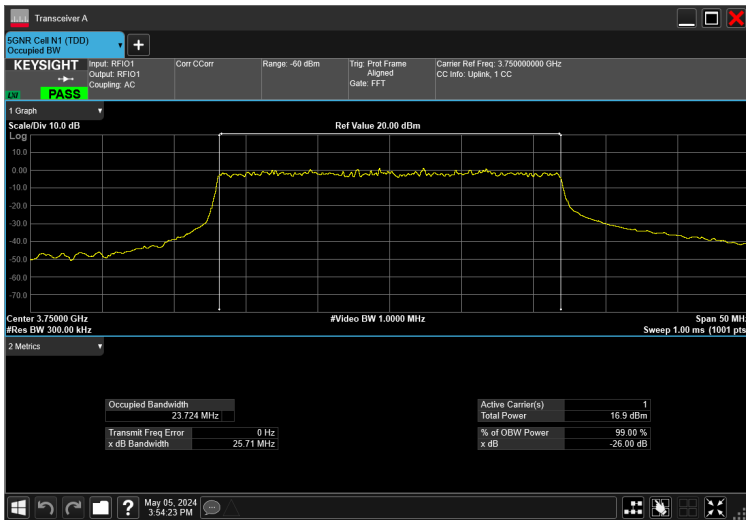 Transceiver A
5GNR Cell N1 (TDD)
Occupied BW
KEYSIGHT
LXI
PASS
Input: RFIO1
Output: RFIO1
Coupling: AC
Corr CCorr
Range: -60 dBm
Trig: Prot Frame
Aligned
Gate: FFT
Carrier Ref Freq: 3.750000000 GHz
CC Info: Uplink, 1 CC
1 Graph
Scale/Div 10.0 dB
Ref Value 20.00 dBm
Log
10.0
0.00
-10.0
-20.0
-30.0
-40.0
-50.0
-60.0
-70.0
Center 3.75000 GHz
#Video BW 1.0000 MHz
Span 50 MH
#Res BW 300.00 kHz
Sweep 1.00 ms (1001 pts
2 Metrics
Occupied Bandwidth
23.724 MHz
Transmit Freq Error 0 Hz
x dB Bandwidth 25.71 MHz
Active Carrier(s) 1
Total Power 16.9 dBm
% of OBW Power 99.00 %
x dB -26.00 dB
May 05, 2024
3:54:23 PM